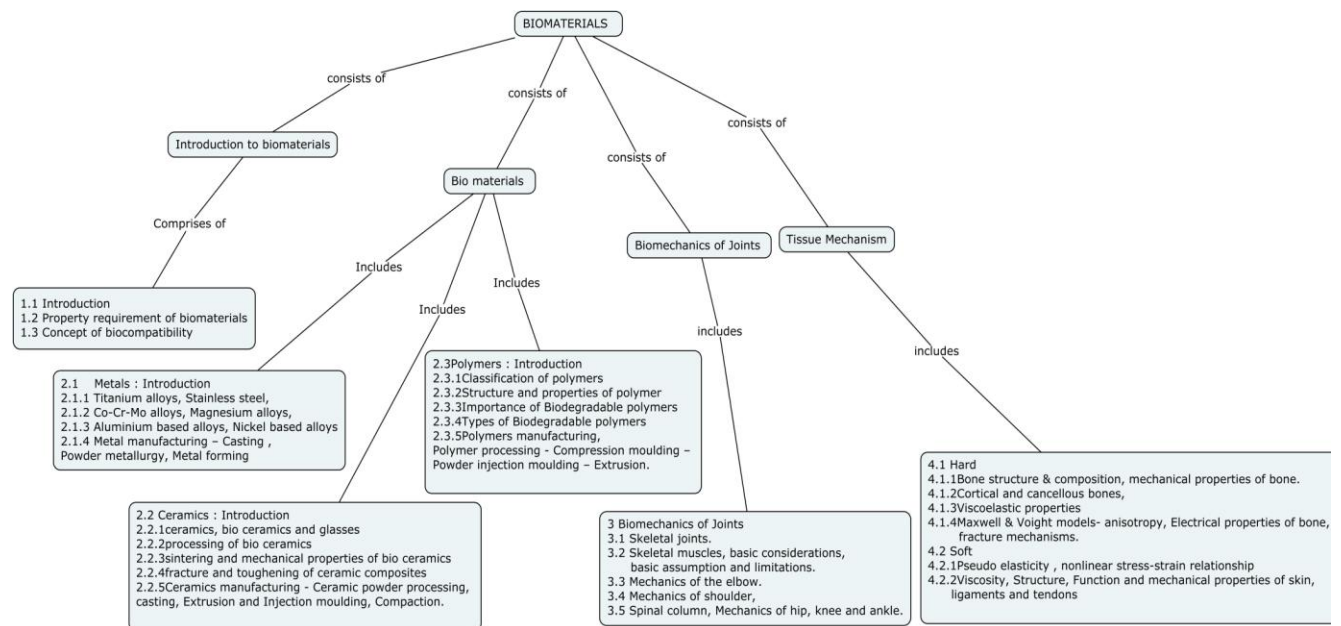 BIOMATERIALS
consists of
consists of
consists of
consists of
Introduction to biomaterials
Bio materials
Biomechanics of Joints
Tissue Mechanism
Comprises of
Includes
Includes
Includes
includes
includes
1.1 Introduction
1.2 Property requirement of biomaterials
1.3 Concept of biocompatibility
2.1 Metals : Introduction
2.1.1 Titanium alloys, Stainless steel,
2.1.2 Co-Cr-Mo alloys, Magnesium alloys,
2.1.3 Aluminium based alloys, Nickel based alloys
2.1.4 Metal manufacturing – Casting ,
Powder metallurgy, Metal forming
2.2 Ceramics : Introduction
2.2.1ceramics, bio ceramics and glasses
2.2.2processing of bio ceramics
2.2.3sintering and mechanical properties of bio ceramics
2.2.4fracture and toughening of ceramic composites
2.2.5Ceramics manufacturing - Ceramic powder processing,
casting, Extrusion and Injection moulding, Compaction.
2.3Polymers : Introduction
2.3.1Classification of polymers
2.3.2Structure and properties of polymer
2.3.3Importance of Biodegradable polymers
2.3.4Types of Biodegradable polymers
2.3.5Polymers manufacturing,
Polymer processing - Compression moulding –
Powder injection moulding – Extrusion.
3 Biomechanics of Joints
3.1 Skeletal joints.
3.2 Skeletal muscles, basic considerations,
basic assumption and limitations.
3.3 Mechanics of the elbow.
3.4 Mechanics of shoulder,
3.5 Spinal column, Mechanics of hip, knee and ankle.
4.1 Hard
4.1.1Bone structure & composition, mechanical properties of bone.
4.1.2Cortical and cancellous bones,
4.1.3Viscoelastic properties
4.1.4Maxwell & Voight models- anisotropy, Electrical properties of bone,
fracture mechanisms.
4.2 Soft
4.2.1Pseudo elasticity , nonlinear stress-strain relationship
4.2.2Viscosity, Structure, Function and mechanical properties of skin,
ligaments and tendons